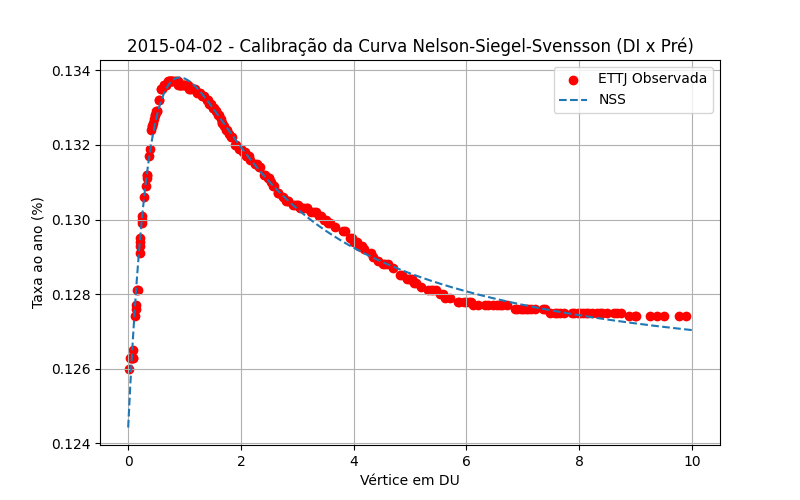 2015-04-02 - Calibração da Curva Nelson-Siegel-Svensson (DI x Pré)
ETTJ Observada
NSS
Taxa ao ano (%)
0.134
0.132
0.130
0.128
0.126
0.124
0
2
4
6
8
10
Vértice em DU